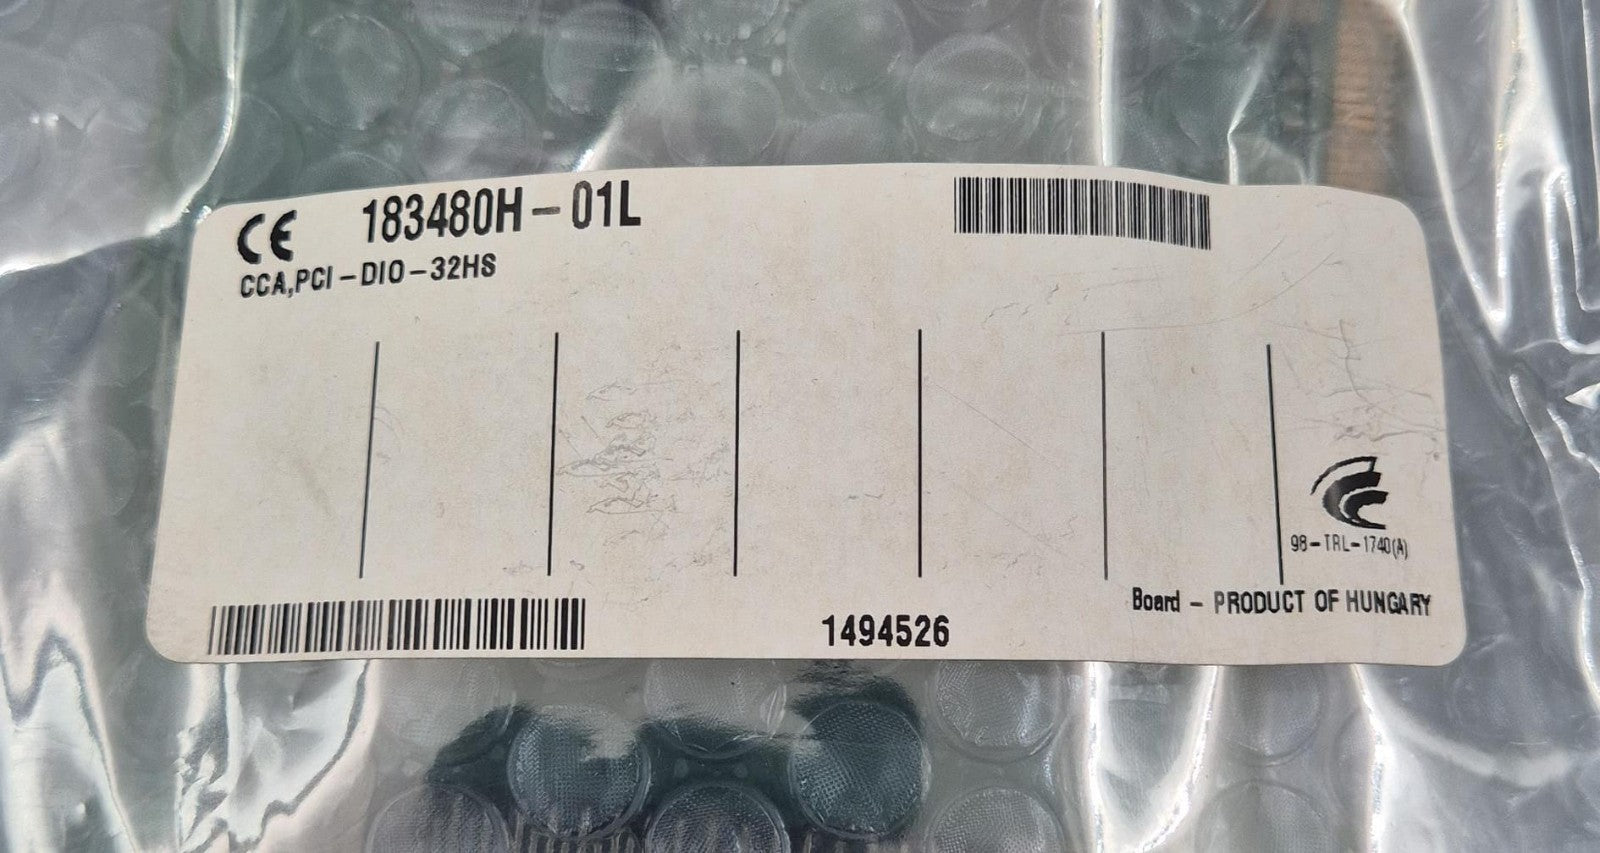 CE 183480H-01L
CCA,PCI-DIO-32HS
98-TRL-1740(A)
Board - PRODUCT OF HUNGARY
1494526